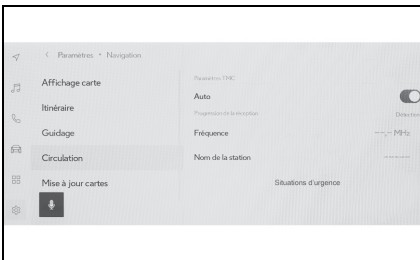 Paramètres • Navigation
Affichage carte
Itinéraire
Guidage
Circulation
Mise à jour cartes
Paramètres TMC
Auto
Progression de la réception
Détection
Fréquence
---.- MHz
Nom de la station
--------
Situations d'urgence